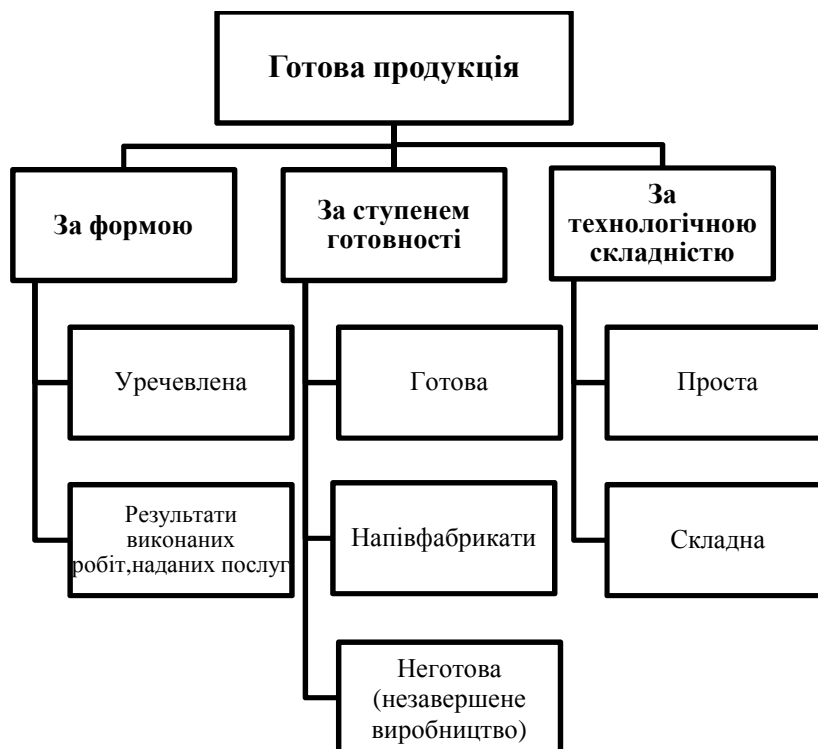 Готова продукція
За формою
Уречевлена
Результати
виконаних
робіт,наданих послуг
За ступенем
готовності
Готова
Напівфабрикати
Неготова
(незавершене
виробництво)
За
технологічною
складністю
Проста
Складна